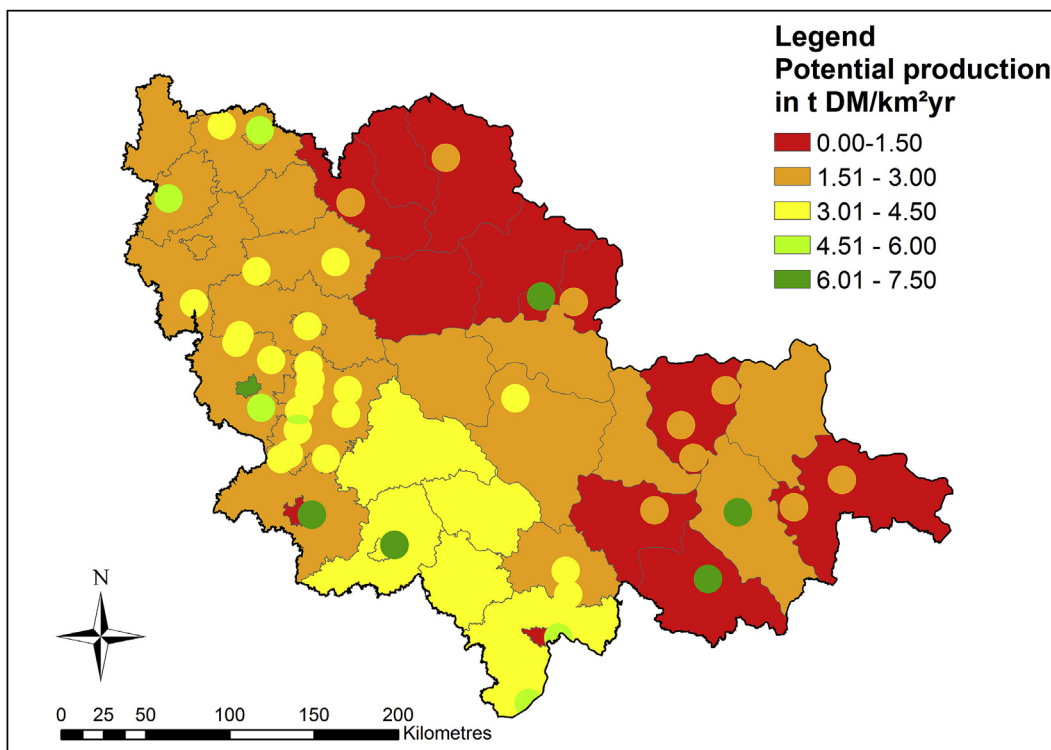 Legend
Potential production
in t DM/km²yr
0.00-1.50
1.51 - 3.00
3.01 - 4.50
4.51 - 6.00
6.01 - 7.50
N
0 25 50 100 150 200
Kilometres